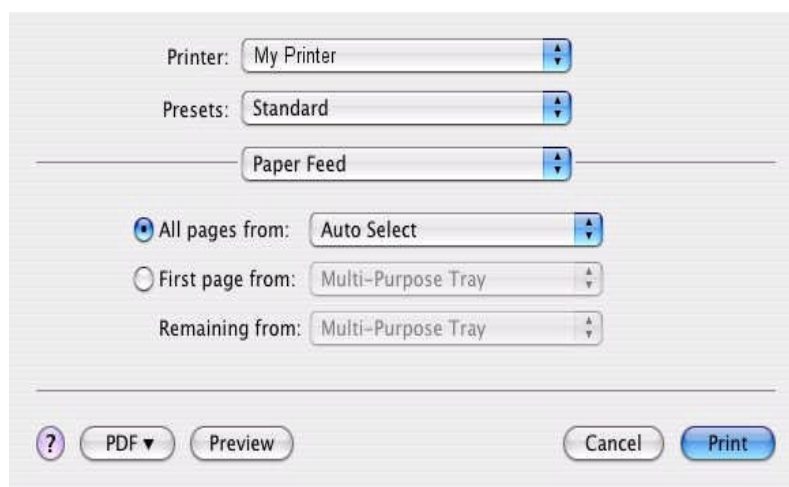 Printer: My Printer
Presets: Standard
Paper Feed
All pages from: Auto Select
First page from: Multi-Purpose Tray
Remaining from: Multi-Purpose Tray
? PDF▼ Preview Cancel Print